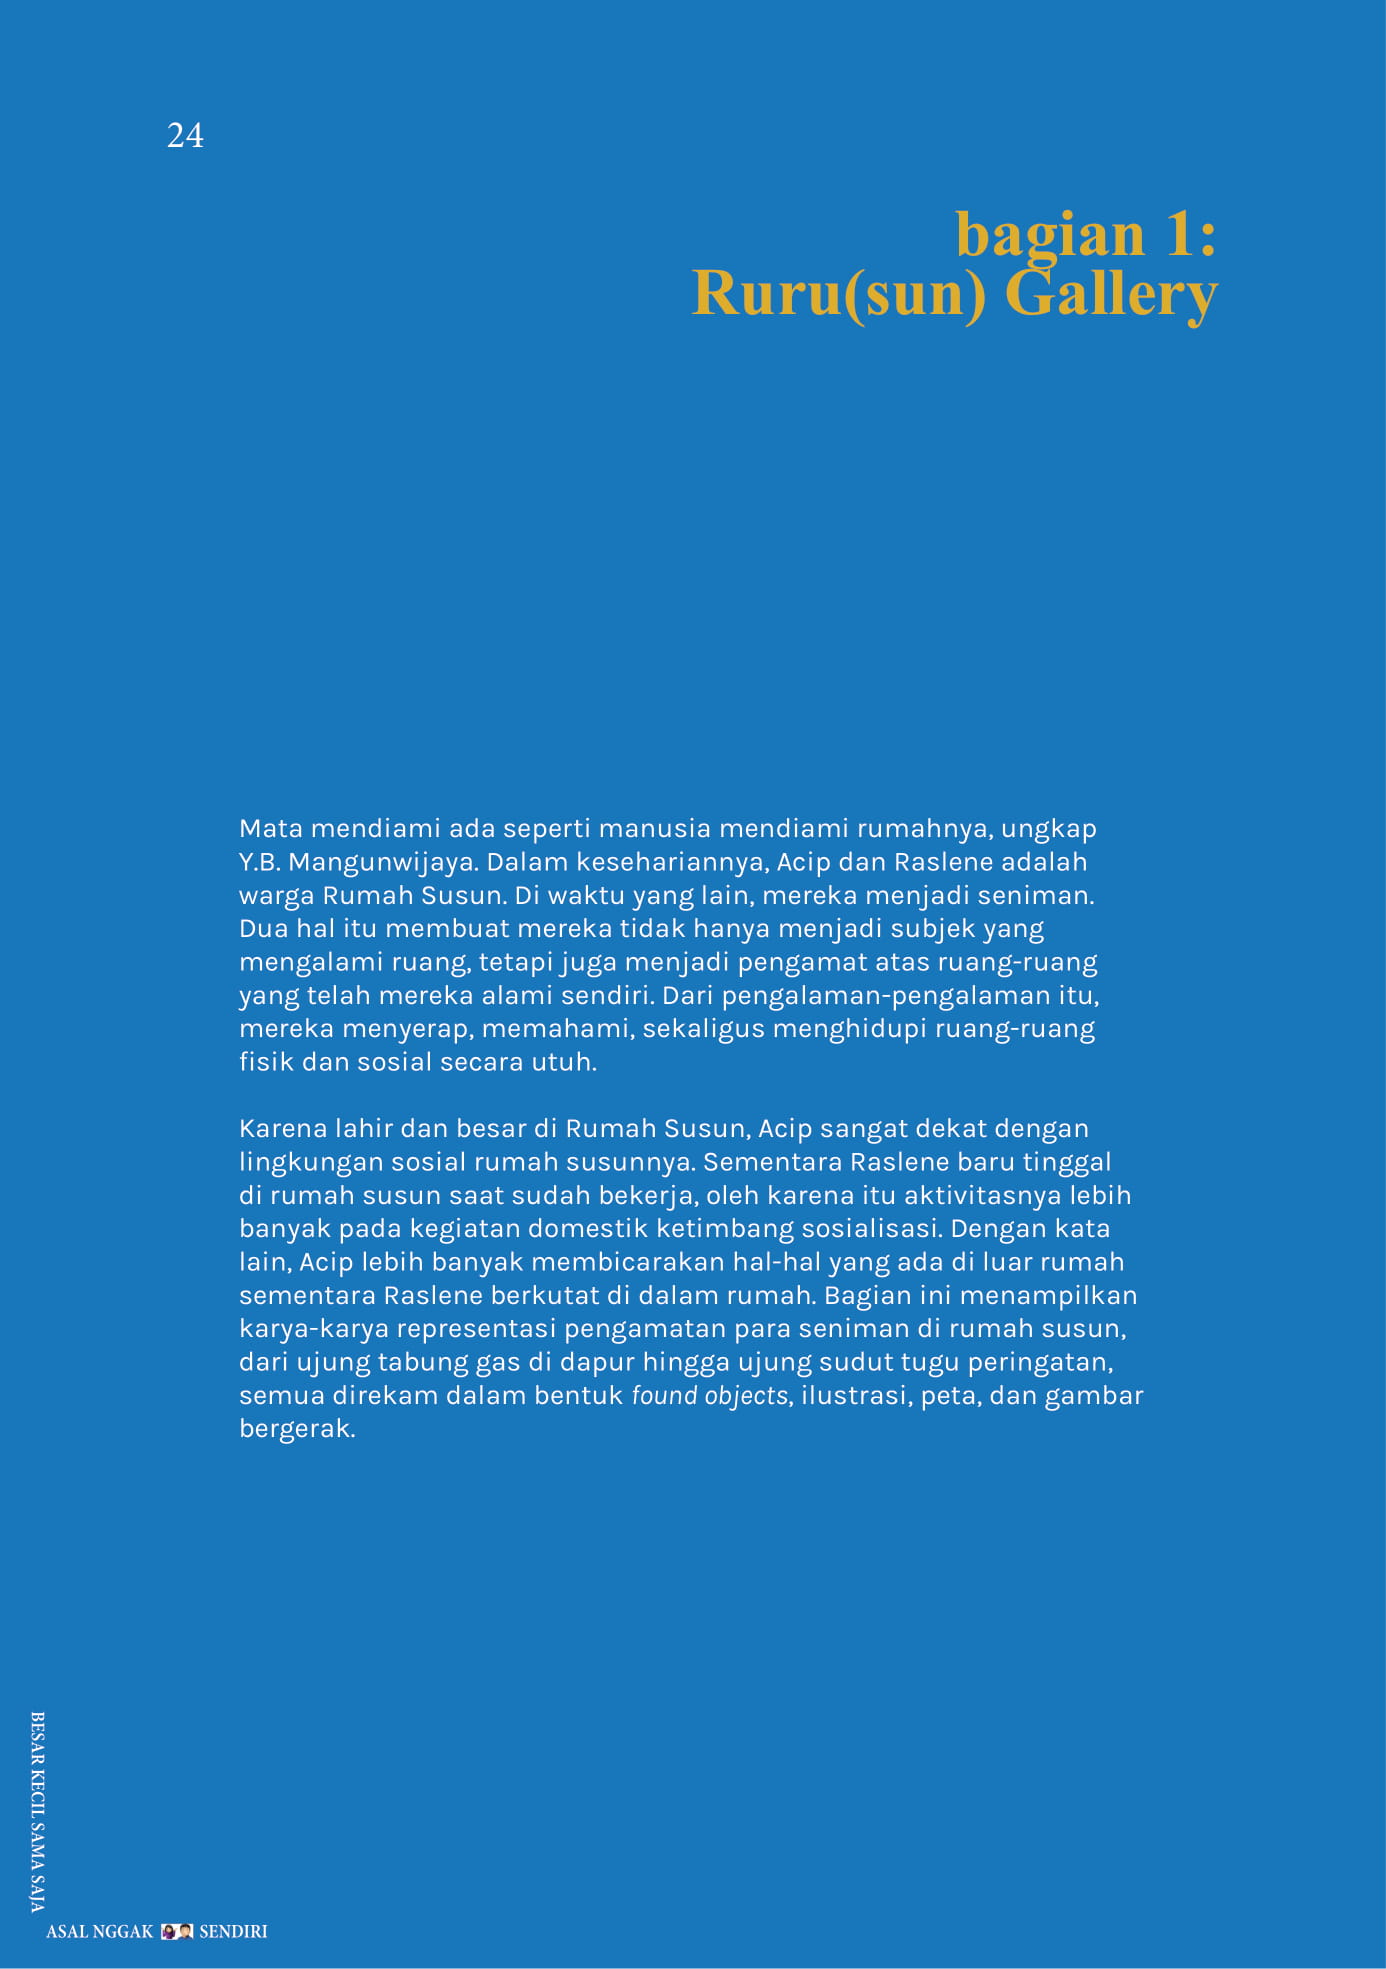 24
bagian 1:
Ruru(sun) Gallery
Mata mendiami ada seperti manusia mendiami rumahnya, ungkap
Y.B. Mangunwijaya. Dalam kesehariannya, Acip dan Raslene adalah
warga Rumah Susun. Di waktu yang lain, mereka menjadi seniman.
Dua hal itu membuat mereka tidak hanya menjadi subjek yang
mengalami ruang, tetapi juga menjadi pengamat atas ruang-ruang
yang telah mereka alami sendiri. Dari pengalaman-pengalaman itu,
mereka menyerap, memahami, sekaligus menghidupi ruang-ruang
fisik dan sosial secara utuh.
Karena lahir dan besar di Rumah Susun, Acip sangat dekat dengan
lingkungan sosial rumah susunnya. Sementara Raslene baru tinggal
di rumah susun saat sudah bekerja, oleh karena itu aktivitasnya lebih
banyak pada kegiatan domestik ketimbang sosialisasi. Dengan kata
lain, Acip lebih banyak membicarakan hal-hal yang ada di luar rumah
sementara Raslene berkutat di dalam rumah. Bagian ini menampilkan
karya-karya representasi pengamatan para seniman di rumah susun,
dari ujung tabung gas di dapur hingga ujung sudut tugu peringatan,
semua direkam dalam bentuk found objects, ilustrasi, peta, dan gambar
bergerak.
BESAR KECIL SAMA SAJA
ASAL NGGAK SENDIRI